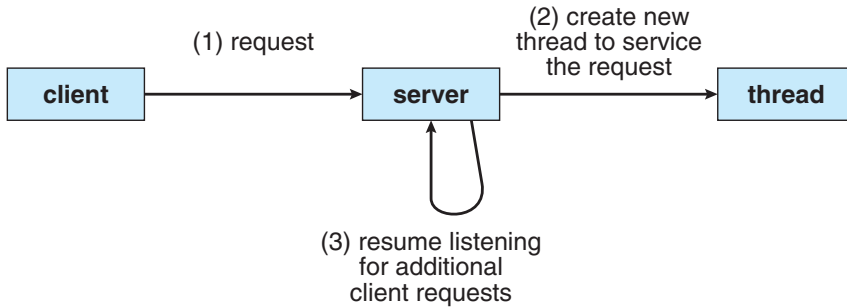 (1) request
(2) create new
thread to service
the request
client
server
thread
(3) resume listening
for additional
client requests